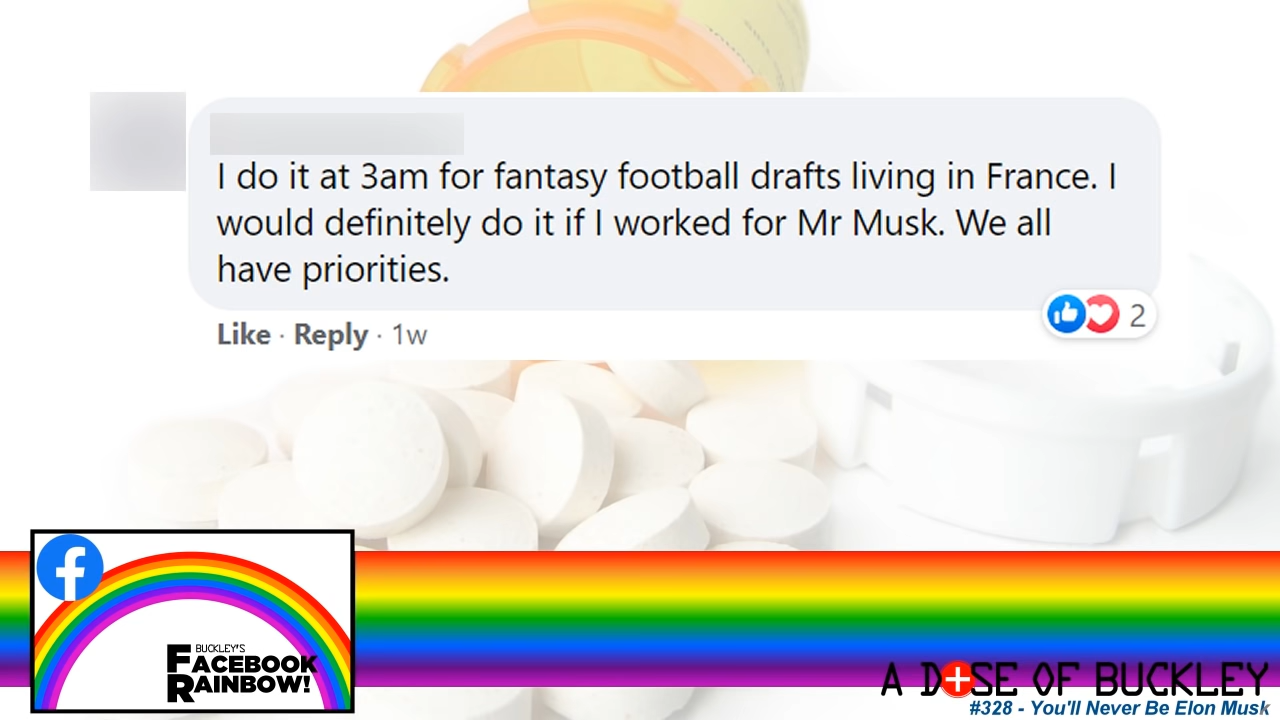 I do it at 3am for fantasy football drafts living in France. I
would definitely do it if I worked for Mr Musk. We all
have priorities.
Like · Reply · 1w
2
BUCKLEY'S
FACEBOOK
RAINBOW!
A DOSE OF BUCKLEY
#328 - You'll Never Be Elon Musk